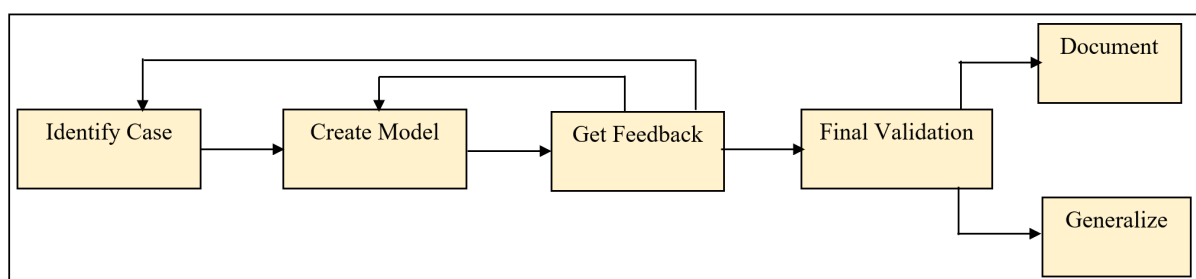 Document
Identify Case
Create Model
Get Feedback
Final Validation
Generalize